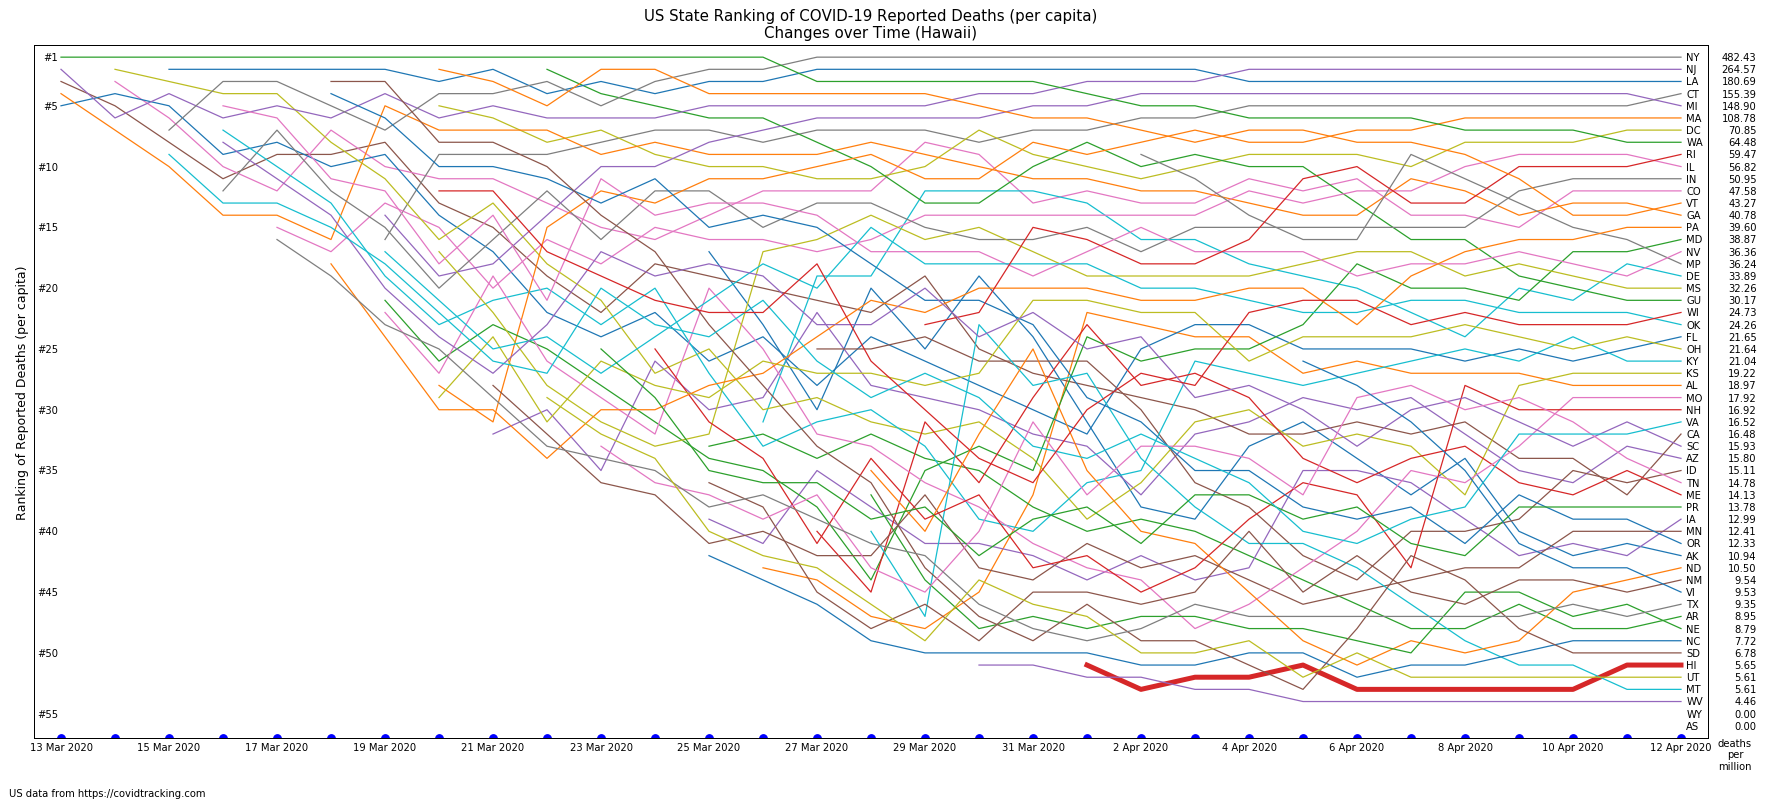 US State Ranking of COVID-19 Reported Deaths (per capita)
Changes over Time (Hawaii)
Ranking of Reported Deaths (per capita)
#1
#5
#10
#15
#20
#25
#30
#35
#40
#45
#50
#55
NY 482.43
NJ 264.57
LA 180.69
CT 155.39
MI 148.90
MA 108.78
DC 70.85
WA 64.48
RI 59.47
IL 56.82
IN 50.95
CO 47.58
VT 43.27
GA 40.78
PA 39.60
MD 38.87
NV 36.36
MP 36.24
DE 33.89
MS 32.26
GU 30.17
WI 24.73
OK 24.26
FL 21.65
OH 21.64
KY 21.04
KS 19.22
AL 18.97
MO 17.92
NH 16.92
VA 16.52
CA 16.48
SC 15.93
AZ 15.80
ID 15.11
TN 14.78
ME 14.13
PR 13.78
IA 12.99
MN 12.41
OR 12.33
AK 10.94
ND 10.50
NM 9.54
VI 9.53
TX 9.35
AR 8.95
NE 8.79
NC 7.72
SD 6.78
HI 5.65
UT 5.61
MT 5.61
WV 4.46
WY 0.00
AS 0.00
13 Mar 2020 15 Mar 2020 17 Mar 2020 19 Mar 2020 21 Mar 2020 23 Mar 2020 25 Mar 2020 27 Mar 2020 29 Mar 2020 31 Mar 2020 2 Apr 2020 4 Apr 2020 6 Apr 2020 8 Apr 2020 10 Apr 2020 12 Apr 2020
deaths
per
million
US data from https://covidtracking.com